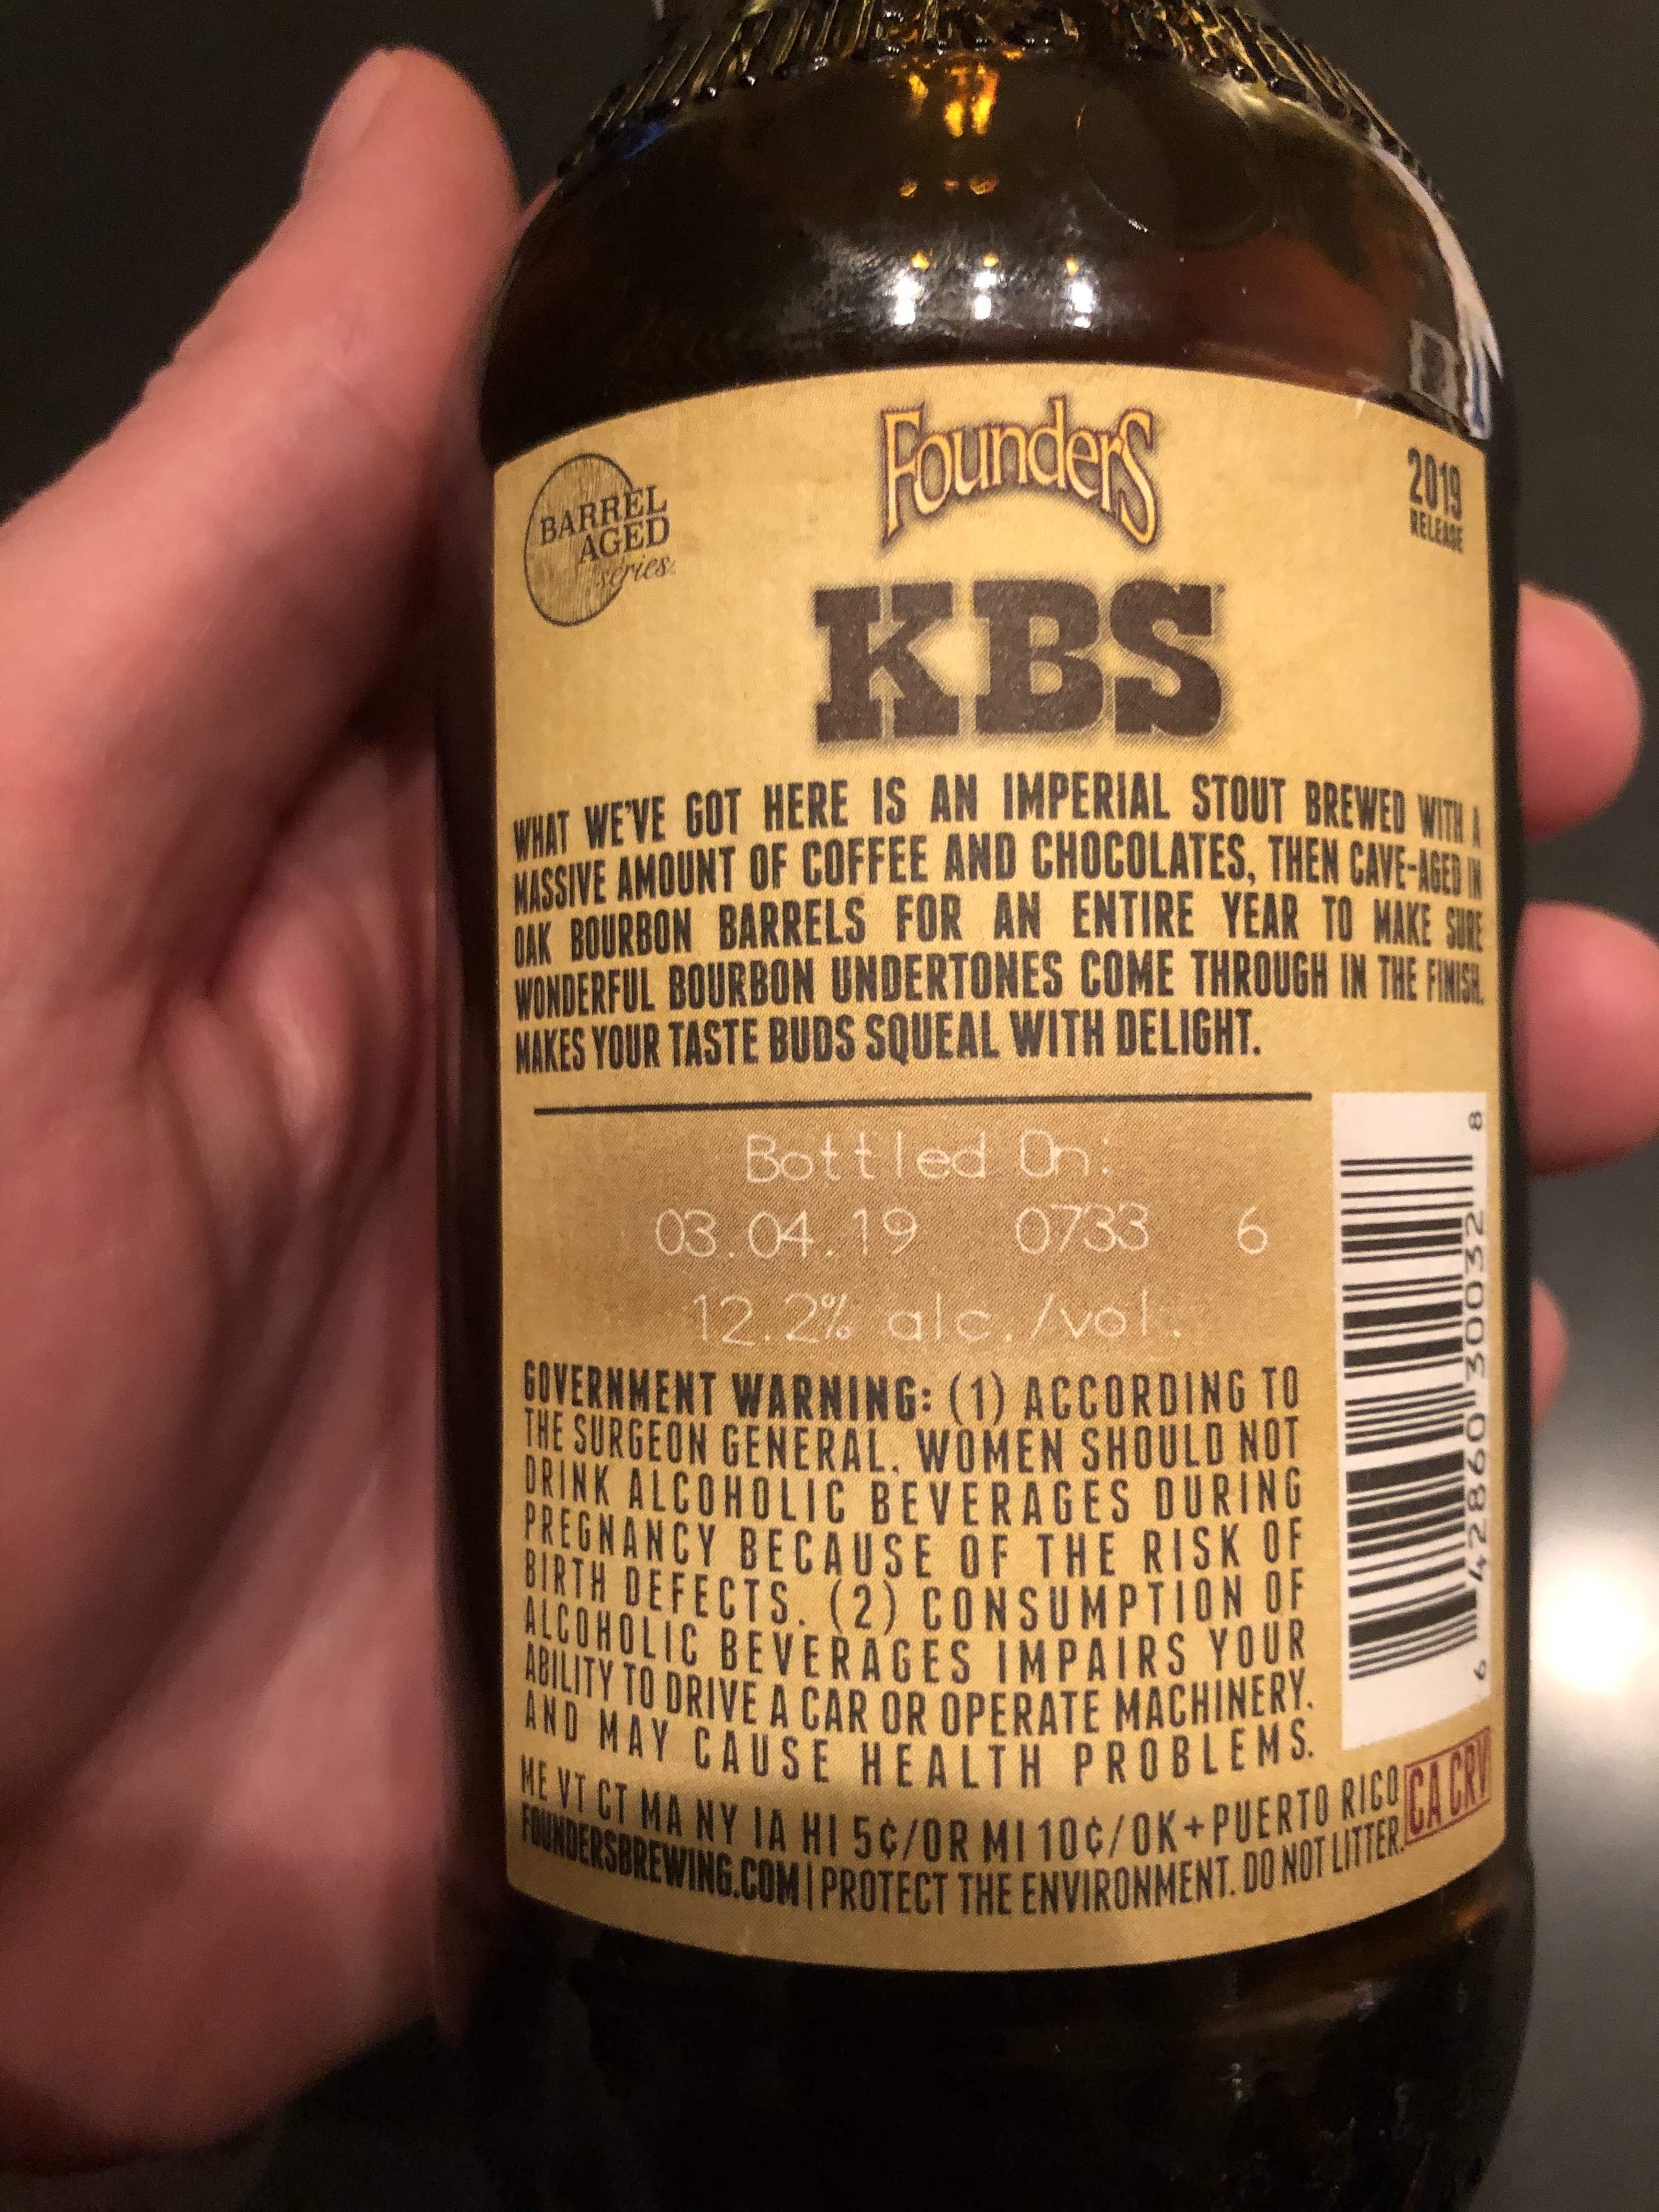 Founders
BARREL
AGED
series
2019
RELEASE
KBS
WHAT WE'VE GOT HERE IS AN IMPERIAL STOUT BREWED WITH A
MASSIVE AMOUNT OF COFFEE AND CHOCOLATES, THEN CAVE-AGED IN
OAK BOURBON BARRELS FOR AN ENTIRE YEAR TO MAKE SURE
WONDERFUL BOURBON UNDERTONES COME THROUGH IN THE FINISH.
MAKES YOUR TASTE BUDS SQUEAL WITH DELIGHT.
Bottled On:
03.04.19 0733 6
12.2% alc./vol.
GOVERNMENT WARNING: (1) ACCORDING TO
THE SURGEON GENERAL. WOMEN SHOULD NOT
DRINK ALCOHOLIC BEVERAGES DURING
PREGNANCY BECAUSE OF THE RISK OF
BIRTH DEFECTS. (2) CONSUMPTION OF
ALCOHOLIC BEVERAGES IMPAIRS YOUR
ABILITY TO DRIVE A CAR OR OPERATE MACHINERY.
AND MAY CAUSE HEALTH PROBLEMS.
6 42860 30032 8
ME VT CT MA NY IA HI 5¢/OR MI 10¢/OK+PUERTO RICO
CA CRV
FOUNDERSBREWING.COM | PROTECT THE ENVIRONMENT. DO NOT LITTER.